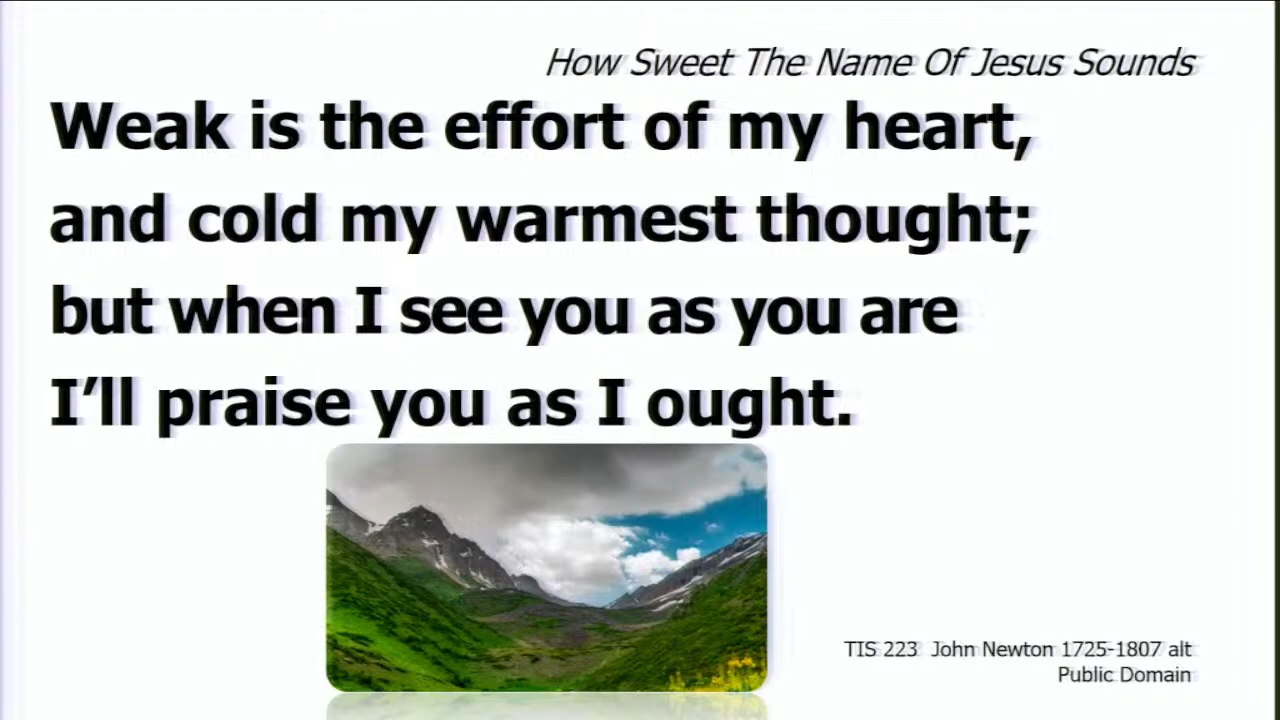 How Sweet The Name Of Jesus Sounds
Weak is the effort of my heart,
and cold my warmest thought;
but when I see you as you are
I’ll praise you as I ought.
TIS 223  John Newton 1725-1807 alt
Public Domain